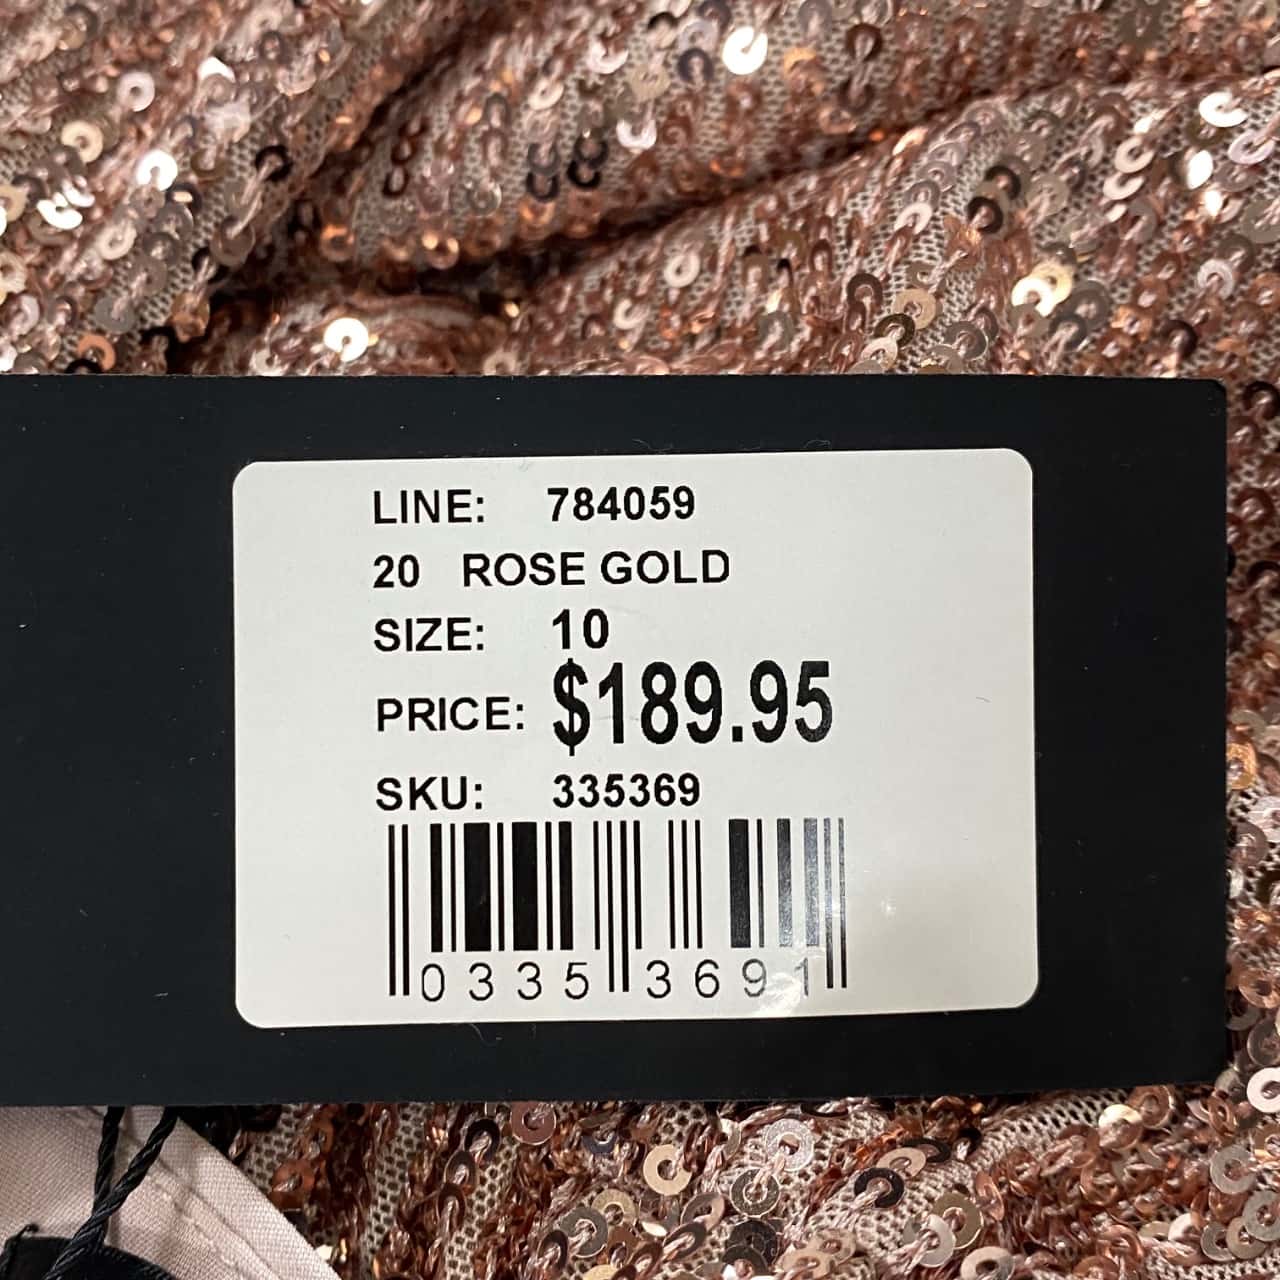 LINE: 784059
20 ROSE GOLD
SIZE: 10
PRICE: $189.95
SKU: 335369
0335 3691